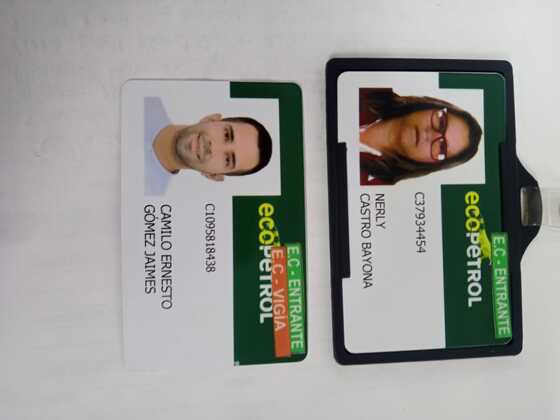 C1095818438
CAMILO ERNESTO
GÓMEZ JAIMES
ecopetrol
E.C - ENTRANTE
E.C - VIGIA
C37934454
NERLY
CASTRO BAYONA
ecopetrol
E.C - ENTRANTE